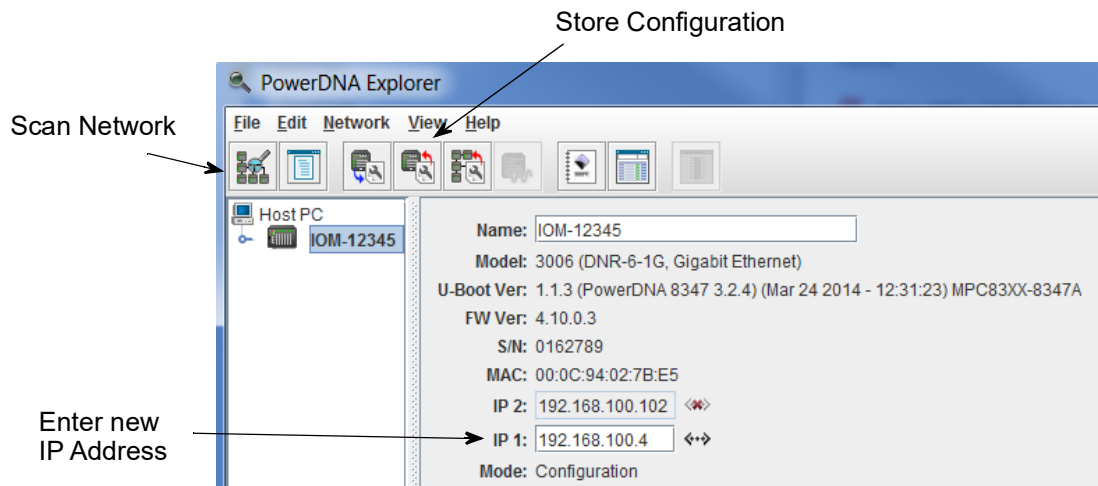 Store Configuration
PowerDNA Explorer
Scan Network
File Edit Network View Help
Host PC
IOM-12345
Name: IOM-12345
Model: 3006 (DNR-6-1G, Gigabit Ethernet)
U-Boot Ver: 1.1.3 (PowerDNA 8347 3.2.4) (Mar 24 2014 - 12:31:23) MPC83XX-8347A
FW Ver: 4.10.0.3
S/N: 0162789
MAC: 00:0C:94:02:7B:E5
IP 2: 192.168.100.102
Enter new
IP Address
IP 1: 192.168.100.4
Mode: Configuration